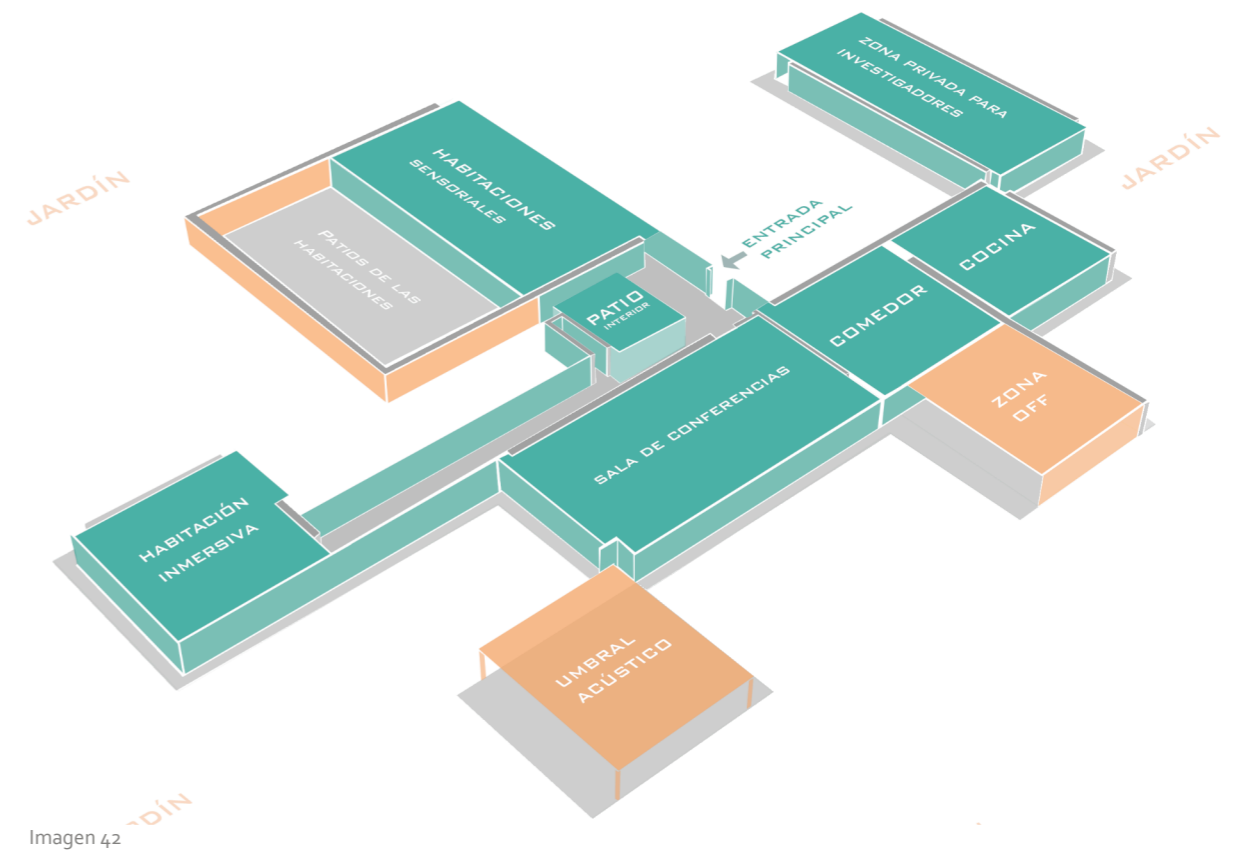 ZONA PRIVADA PARA
INVESTIGADORES
JARDÍN
JARDÍN
HABITACIONES
SENSORIALES
ENTRADA
PRINCIPAL
COCINA
PATIOS DE LAS
HABITACIONES
PATIO
INTERIOR
COMEDOR
ZONA
OFF
SALA DE CONFERENCIAS
HABITACIÓN
INMERSIVA
UMBRAL
ACÚSTICO
RDÍN
Imagen 42